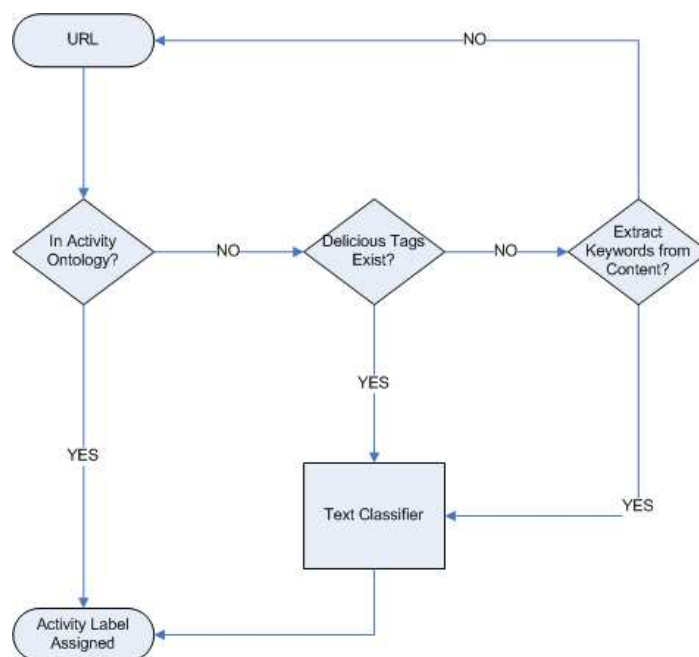 URL
NO
In Activity
Ontology?
NO
Delicious Tags
Exist?
NO
Extract
Keywords from
Content?
YES
YES
YES
Text Classifier
Activity Label
Assigned